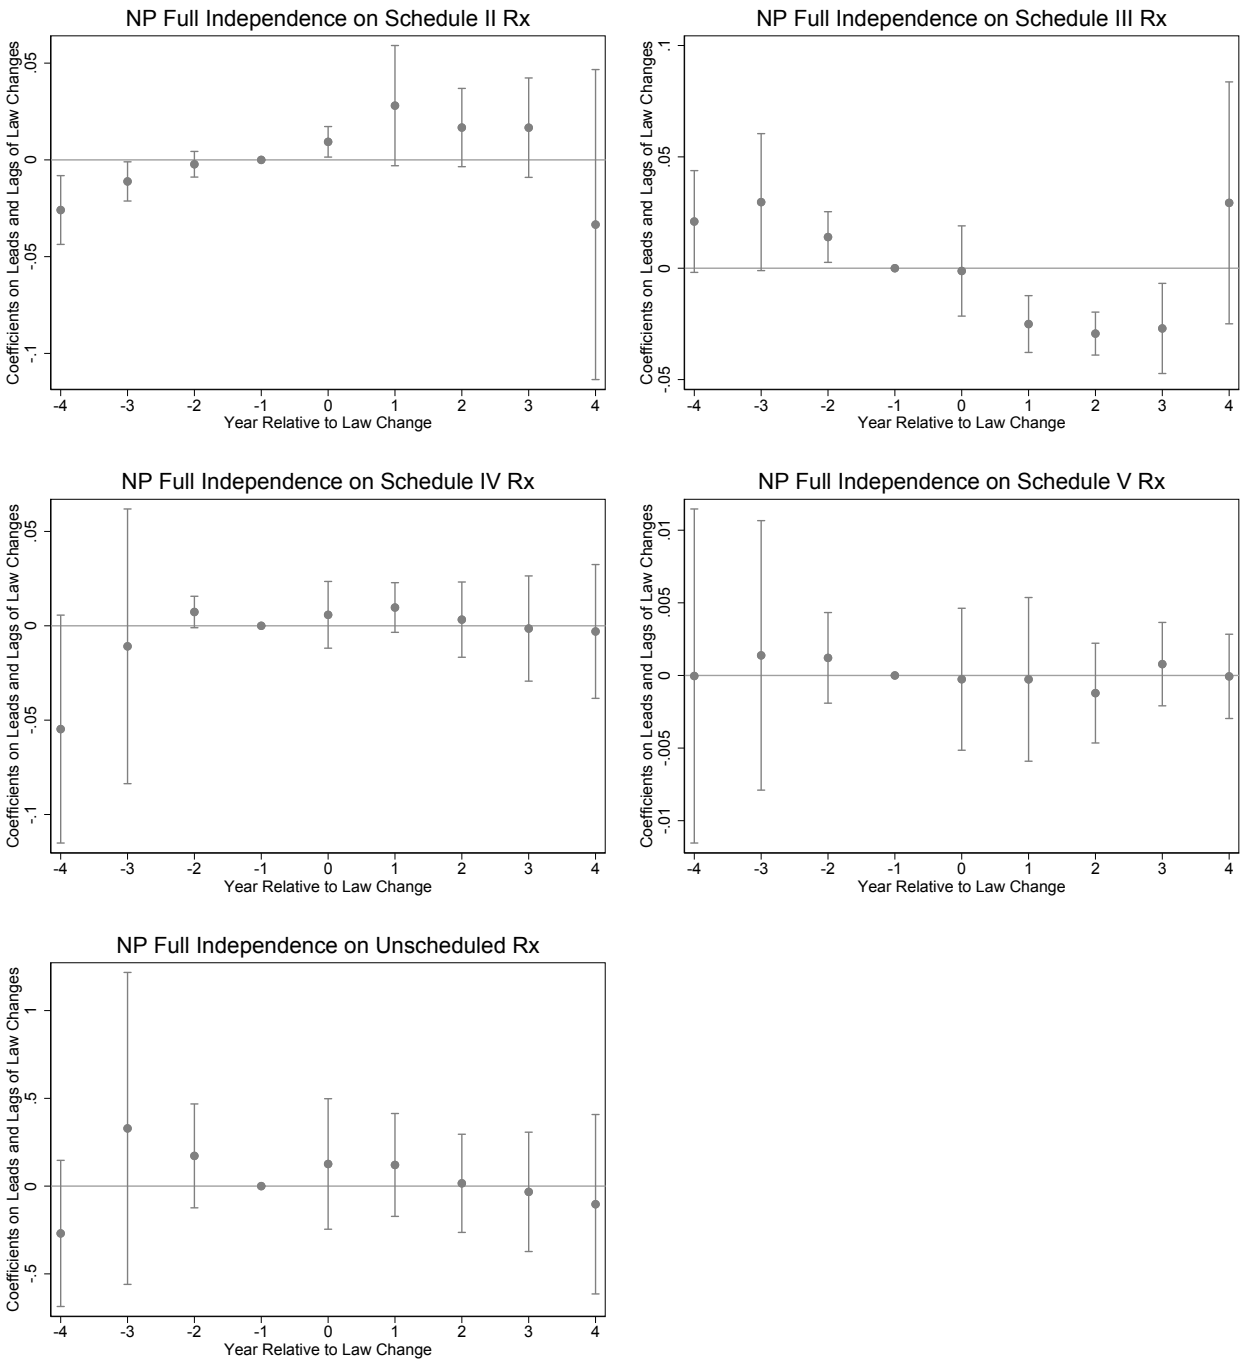 NP Full Independence on Schedule II Rx
Coefficients on Leads and Lags of Law Changes
.05
0
-.05
-.1
-4 -3 -2 -1 0 1 2 3 4
Year Relative to Law Change
NP Full Independence on Schedule III Rx
Coefficients on Leads and Lags of Law Changes
.1
.05
0
-.05
-4 -3 -2 -1 0 1 2 3 4
Year Relative to Law Change
NP Full Independence on Schedule IV Rx
Coefficients on Leads and Lags of Law Changes
.05
0
-.05
-.1
-4 -3 -2 -1 0 1 2 3 4
Year Relative to Law Change
NP Full Independence on Schedule V Rx
Coefficients on Leads and Lags of Law Changes
.01
.005
0
-.005
-.01
-4 -3 -2 -1 0 1 2 3 4
Year Relative to Law Change
NP Full Independence on Unscheduled Rx
Coefficients on Leads and Lags of Law Changes
1
.5
0
-.5
-4 -3 -2 -1 0 1 2 3 4
Year Relative to Law Change